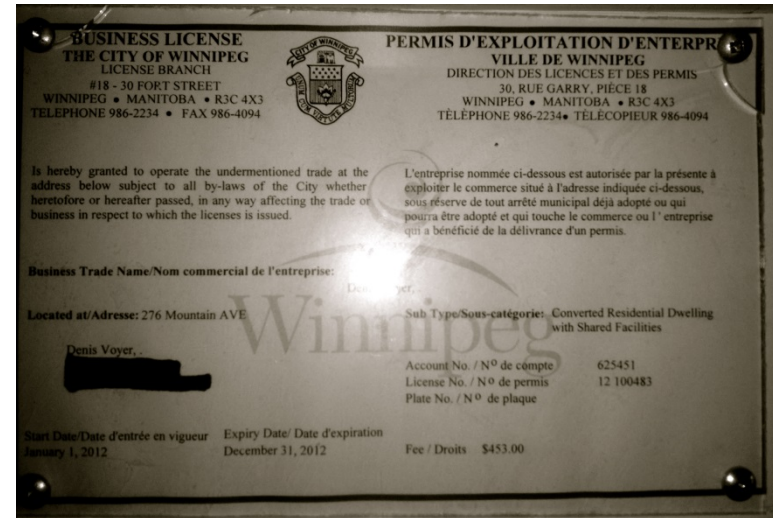 BUSINESS LICENSE
THE CITY OF WINNIPEG
LICENSE BRANCH
#18 - 30 FORT STREET
WINNIPEG • MANITOBA • R3C 4X3
TELEPHONE 986-2234 • FAX 986-4094
CITY OF WINNIPEG
PERMIS D'EXPLOITATION D'ENTERPR
VILLE DE WINNIPEG
DIRECTION DES LICENCES ET DES PERMIS
30, RUE GARRY, PIÈCE 18
WINNIPEG • MANITOBA • R3C 4X3
TÉLÉPHONE 986-2234• TÉLÉCOPIEUR 986-4094
Is hereby granted to operate the undermentioned trade at the
address below subject to all by-laws of the City whether
heretofore or hereafter passed, in any way affecting the trade or
business in respect to which the licenses is issued.
L'entreprise nommée ci-dessous est autorisée par la présente à
exploiter le commerce situé à l'adresse indiquée ci-dessous,
sous réserve de tout arrêté municipal déjà adopté ou qui
pourra être adopté et qui touche le commerce ou l ' entreprise
qui a bénéficié de la délivrance d'un permis.
Business Trade Name/Nom commercial de l'entreprise:
Winnipeg
Located at/Adresse: 276 Mountain AVE
Denis Voyer, .
Sub Type/Sous-catégorie: Converted Residential Dwelling
with Shared Facilities
Account No. / Nº de compte 625451
License No. / Nº de permis 12 100483
Plate No. / Nº de plaque
Start Date/Date d'entrée en vigueur
January 1, 2012
Expiry Date/ Date d'expiration
December 31, 2012
Fee / Droits $453.00